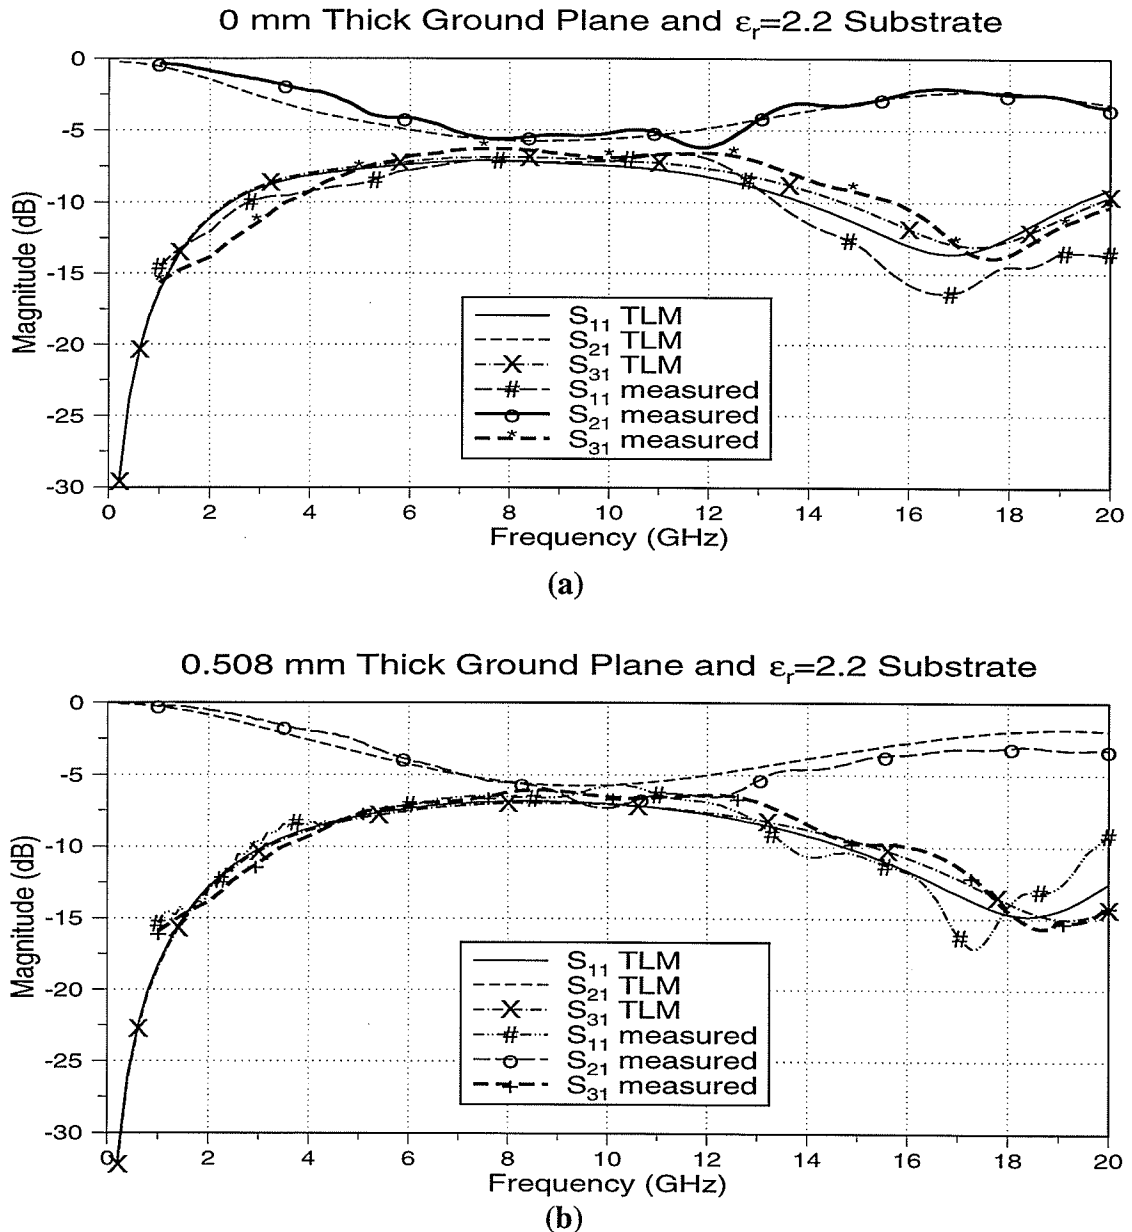 0 mm Thick Ground Plane and εr=2.2 Substrate
0
-5
-10
-15
-20
-25
-30
Magnitude (dB)
S11 TLM
S21 TLM
S31 TLM
S11 measured
S21 measured
S31 measured
0 2 4 6 8 10 12 14 16 18 20
Frequency (GHz)
(a)
0.508 mm Thick Ground Plane and εr=2.2 Substrate
0
-5
-10
-15
-20
-25
-30
Magnitude (dB)
S11 TLM
S21 TLM
S31 TLM
S11 measured
S21 measured
S31 measured
0 2 4 6 8 10 12 14 16 18 20
Frequency (GHz)
(b)